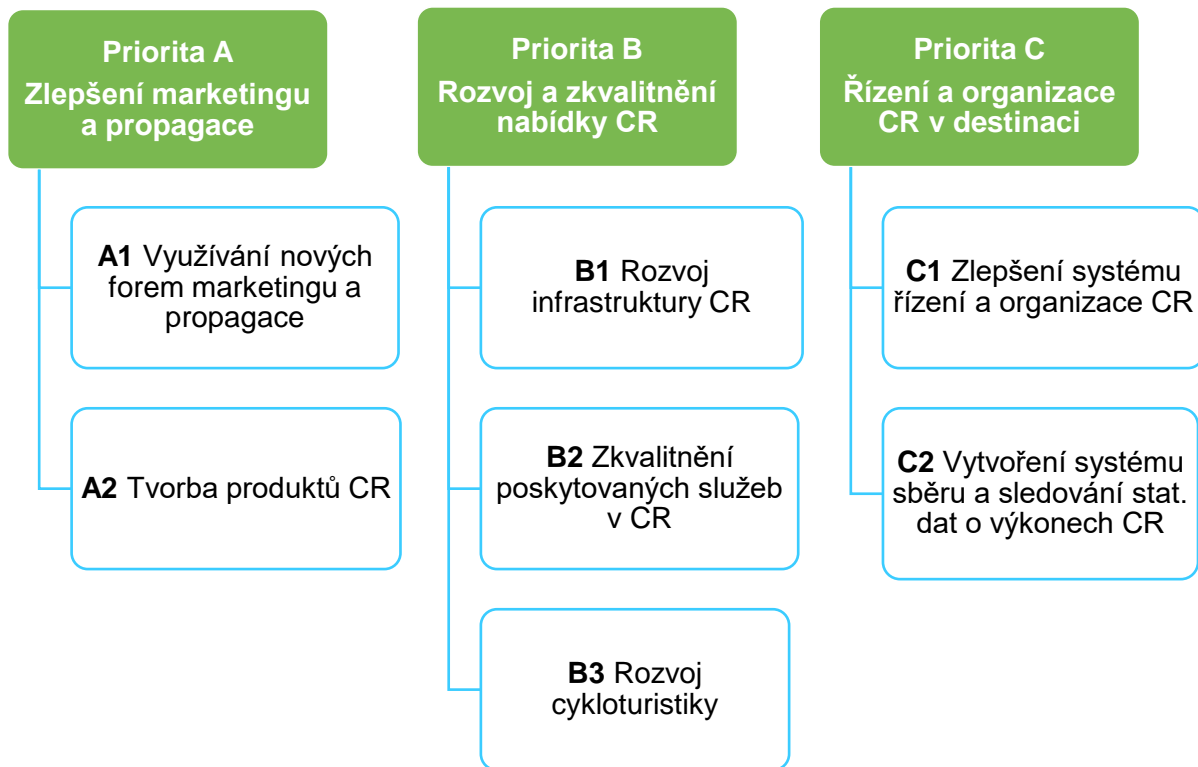 Priorita A
Zlepšení marketingu
a propagace
A1 Využívání nových
forem marketingu a
propagace
A2 Tvorba produktů CR
Priorita B
Rozvoj a zkvalitnění
nabídky CR
B1 Rozvoj
infrastruktury CR
B2 Zkvalitnění
poskytovaných služeb
v CR
B3 Rozvoj
cykloturistiky
Priorita C
Řízení a organizace
CR v destinaci
C1 Zlepšení systému
řízení a organizace CR
C2 Vytvoření systému
sběru a sledování stat.
dat o výkonech CR